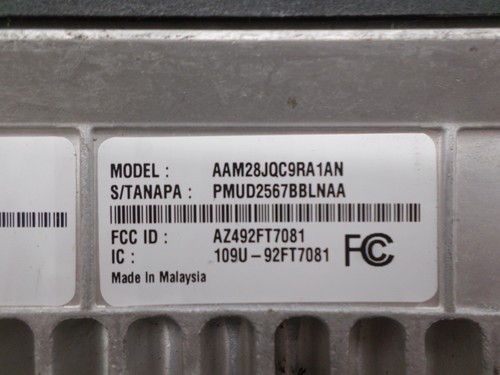 MODEL : AAM28JQC9RA1AN
S/TANAPA : PMUD2567BBLNAA
FCC ID : AZ492FT7081
IC : 109U-92FT7081
FC
Made In Malaysia